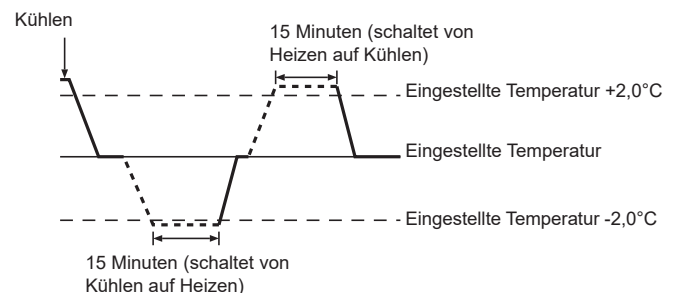 Kühlen
15 Minuten (schaltet von
Heizen auf Kühlen)
Eingestellte Temperatur +2,0°C
Eingestellte Temperatur
Eingestellte Temperatur -2,0°C
15 Minuten (schaltet von
Kühlen auf Heizen)